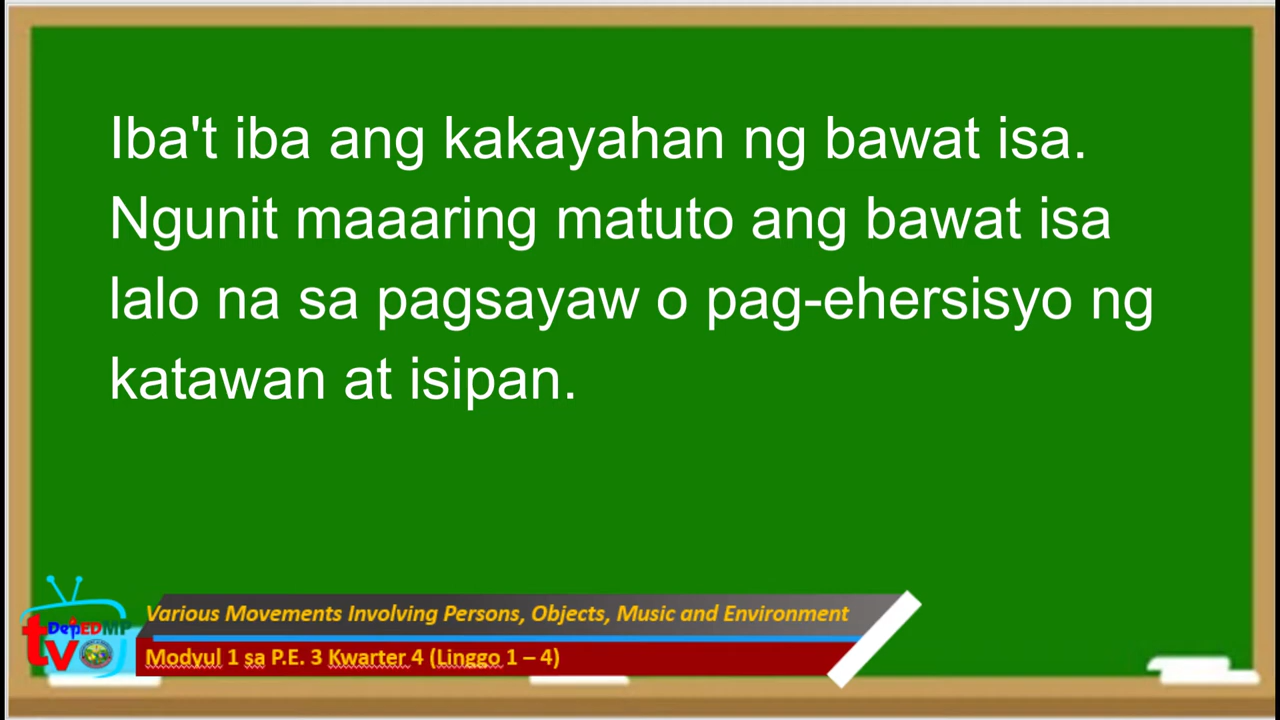 Iba't iba ang kakayahan ng bawat isa.
Ngunit maaaring matuto ang bawat isa
lalo na sa pagsayaw o pag-ehersisyo ng
katawan at isipan.
Various Movements Involving Persons, Objects, Music and Environment
DepEDMP
tv
Modyul 1 sa P.E. 3 Kwarter 4 (Linggo 1 – 4)